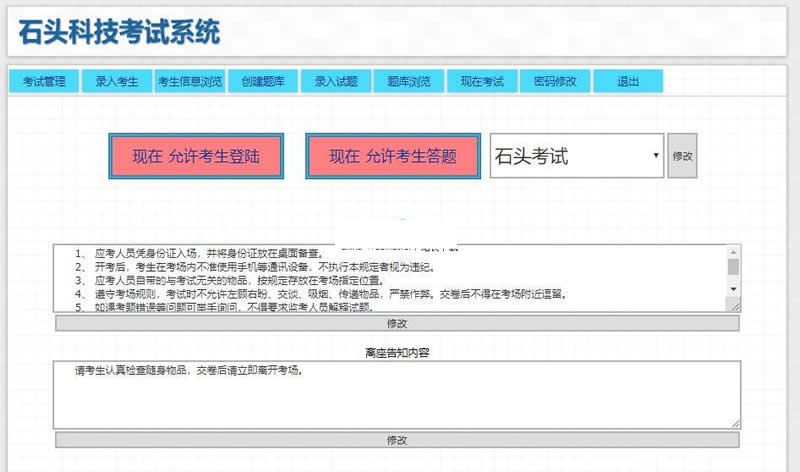 石头科技考试系统
考试管理 录入考生 考生信息浏览 创建题库 录入试题 题库浏览 现在考试 密码修改 退出
现在 允许考生登陆 现在 允许考生答题 石头考试 修改
1、 应考人员凭身份证入场，并将身份证放在桌面备查。
2、 开考后，考生在考场内不准使用手机等通讯设备，不执行本规定者视为违纪。
3、 应考人员自带的与考试无关的物品，按规定存放在考场指定位置。
4、 遵守考场规则，考试时不允许左顾右盼、交谈、吸烟、传递物品，严禁作弊。交卷后不得在考场附近逗留。
5、 如遇考题错误等问题可举手询问，不得要求监考人员解释试题。
修改
离座告知内容
请考生认真检查随身物品，交卷后请立即离开考场。
修改